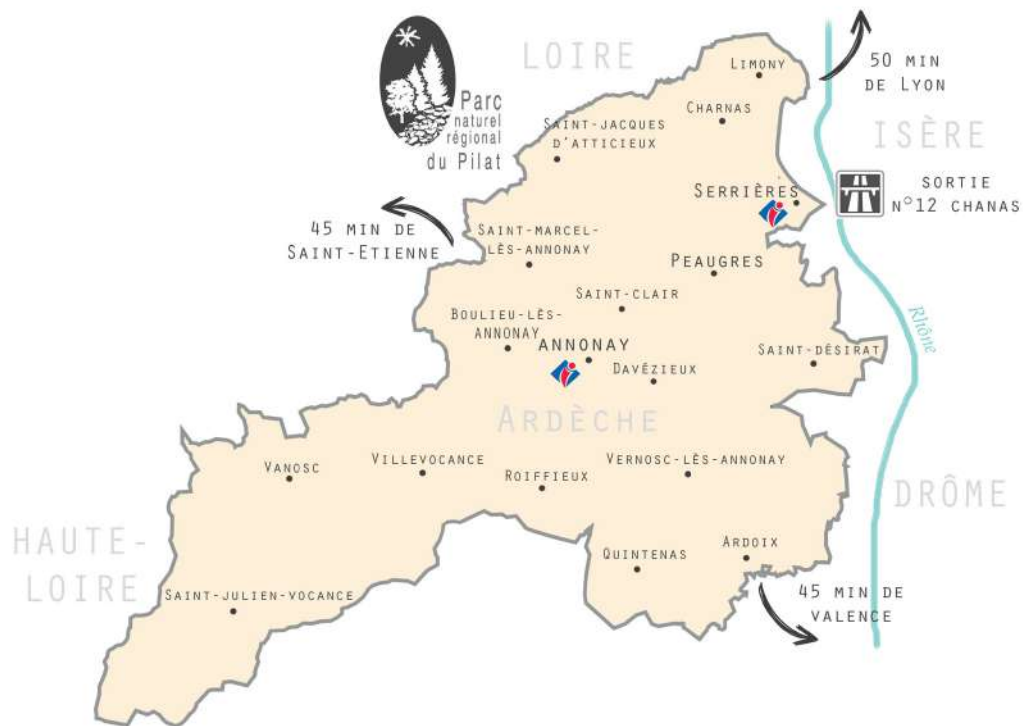 LOIRE
LIMONY
50 MIN
DE LYON
Parc
naturel
régional
du Pilat
CHARNAS
SAINT-JACQUES
D'ATTICIEUX
ISÈRE
SERRIÈRES
SORTIE
N°12 CHANAS
45 MIN DE
SAINT-ETIENNE
SAINT-MARCEL-
LÈS-ANNONAY
PEAUGRES
SAINT-CLAIR
BOULIEU-LÈS-
ANNONAY
Rhône
ANNONAY
SAINT-DÉSIRAT
DAVÉZIEUX
ARDÈCHE
VANOSC
VILLEVOCANCE
ROIFFIEUX
VERNOSC-LÈS-ANNONAY
DRÔME
HAUTE-
LOIRE
QUINTENAS
ARDOIX
SAINT-JULIEN-VOCANCE
45 MIN DE
VALENCE